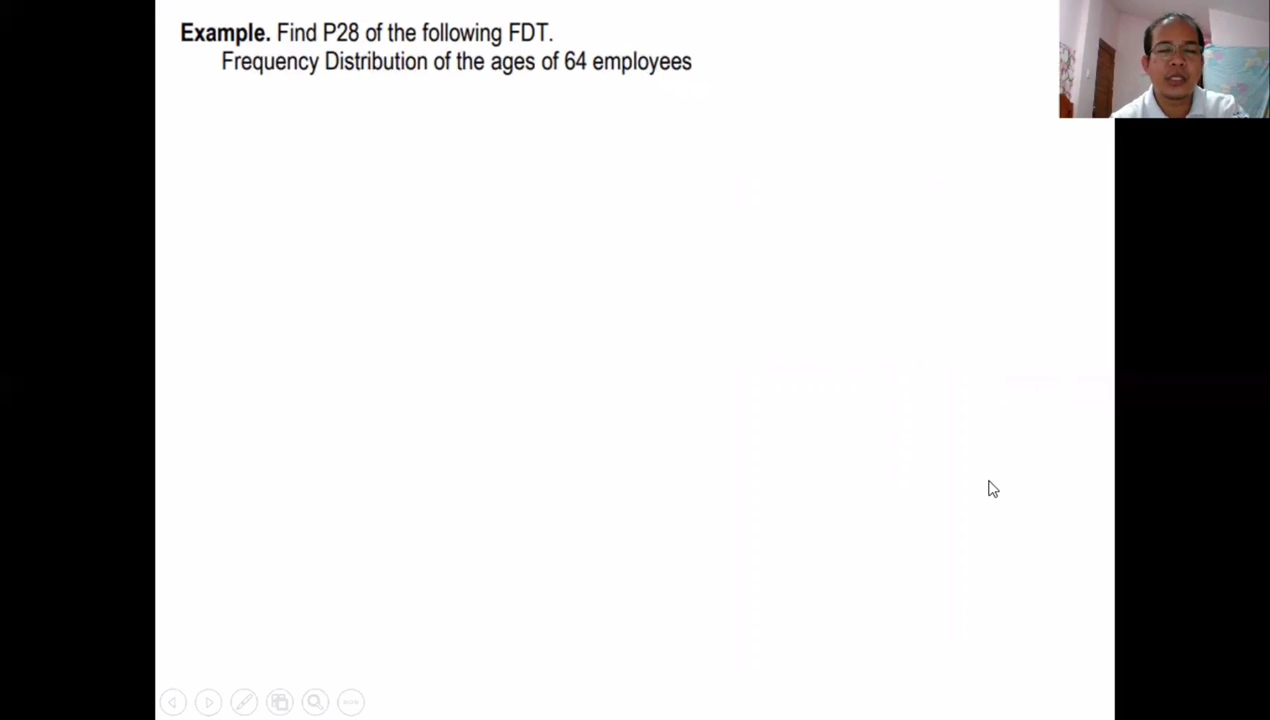 Example. Find P28 of the following FDT.
Frequency Distribution of the ages of 64 employees